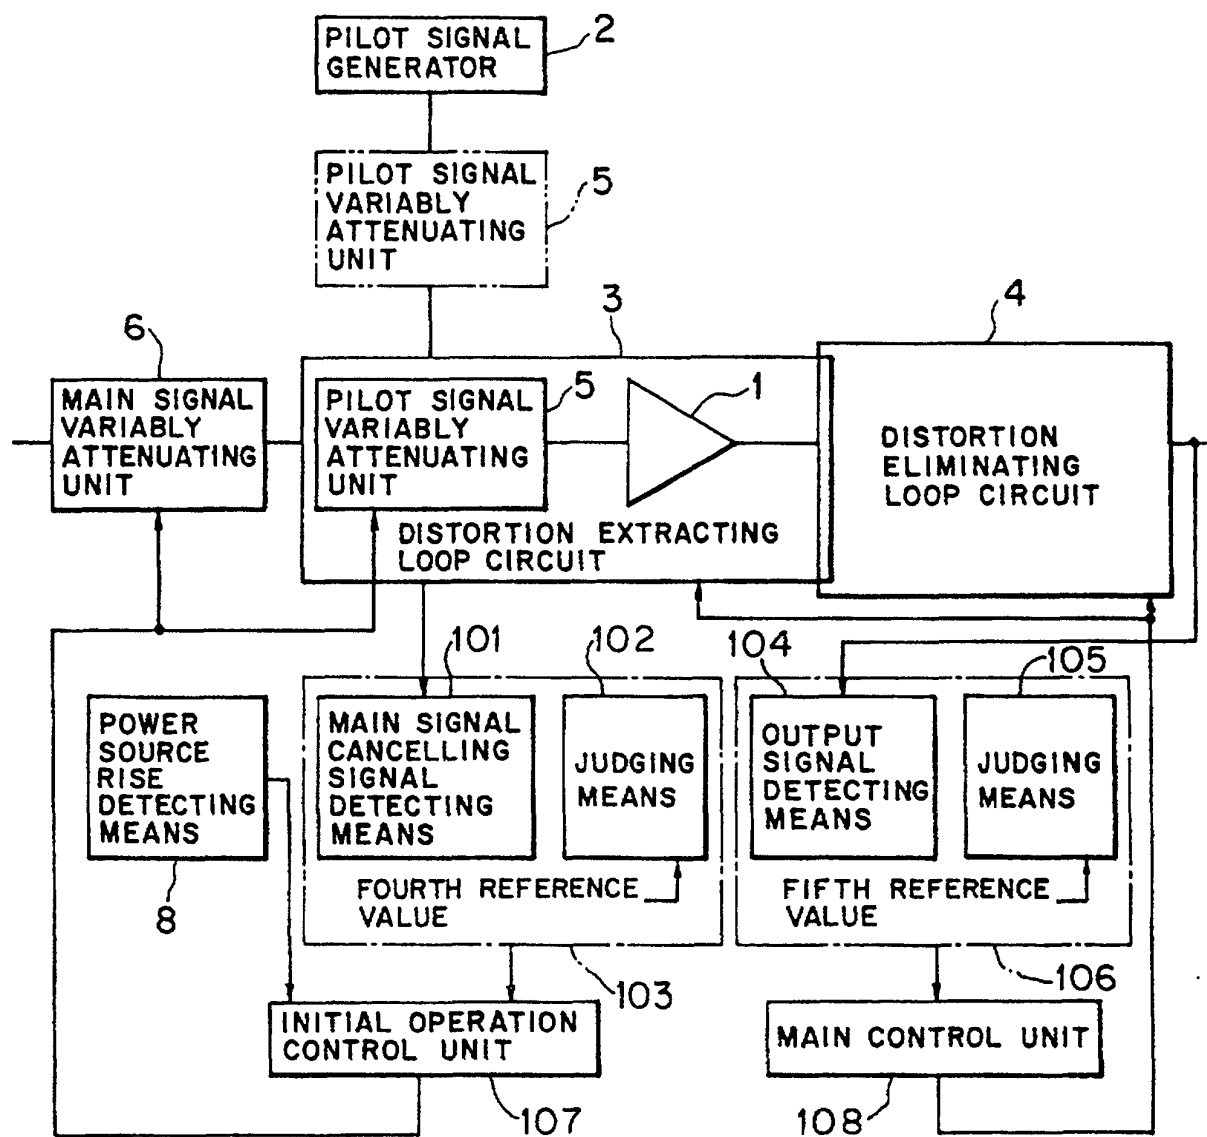 PILOT SIGNAL
GENERATOR
2
PILOT SIGNAL
VARIABLY
ATTENUATING
UNIT
5
3
4
6
MAIN SIGNAL
VARIABLY
ATTENUATING
UNIT
PILOT SIGNAL
VARIABLY
ATTENUATING
UNIT
5
1
DISTORTION EXTRACTING
LOOP CIRCUIT
DISTORTION
ELIMINATING
LOOP CIRCUIT
101
102
104
105
POWER
SOURCE
RISE
DETECTING
MEANS
8
MAIN SIGNAL
CANCELLING
SIGNAL
DETECTING
MEANS
JUDGING
MEANS
FOURTH REFERENCE
VALUE
103
OUTPUT
SIGNAL
DETECTING
MEANS
JUDGING
MEANS
FIFTH REFERENCE
VALUE
106
INITIAL OPERATION
CONTROL UNIT
107
MAIN CONTROL UNIT
108